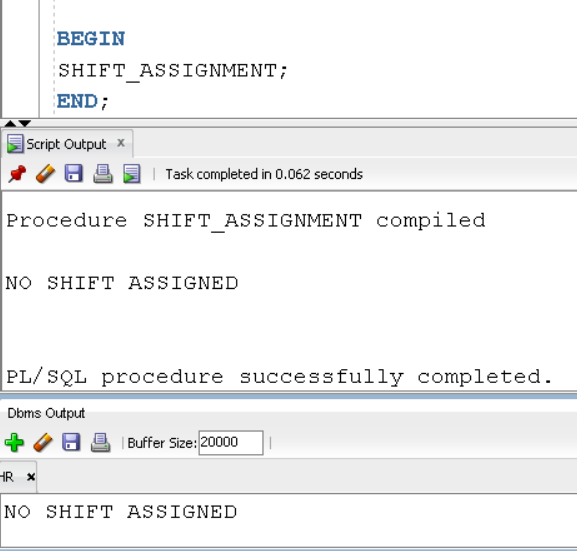 BEGIN
SHIFT_ASSIGNMENT;
END;
Script Output x
Task completed in 0.062 seconds
Procedure SHIFT_ASSIGNMENT compiled
NO SHIFT ASSIGNED
PL/SQL procedure successfully completed.
Dbms Output
Buffer Size: 20000
HR x
NO SHIFT ASSIGNED